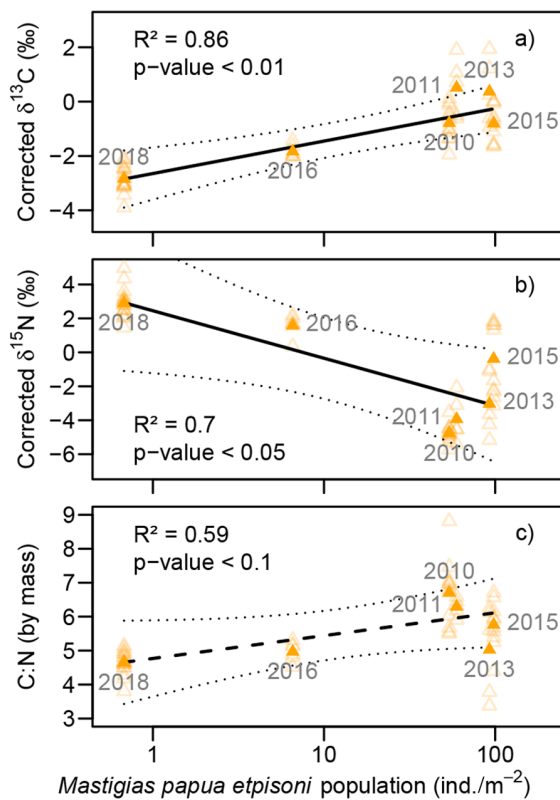 R² = 0.86
p−value < 0.01
a)
2011
2013
2018
2016
2010
2015
2
0
−2
−4
Corrected δ¹³C (‰)
b)
2018
2016
2015
2011
2013
2010
R² = 0.7
p−value < 0.05
4
2
0
−2
−4
−6
Corrected δ¹⁵N (‰)
R² = 0.59
p−value < 0.1
c)
2010
2011
2015
2018
2016
2013
9
8
7
6
5
4
3
C:N (by mass)
1
10
100
Mastigias papua etpisoni population (ind./m⁻²)